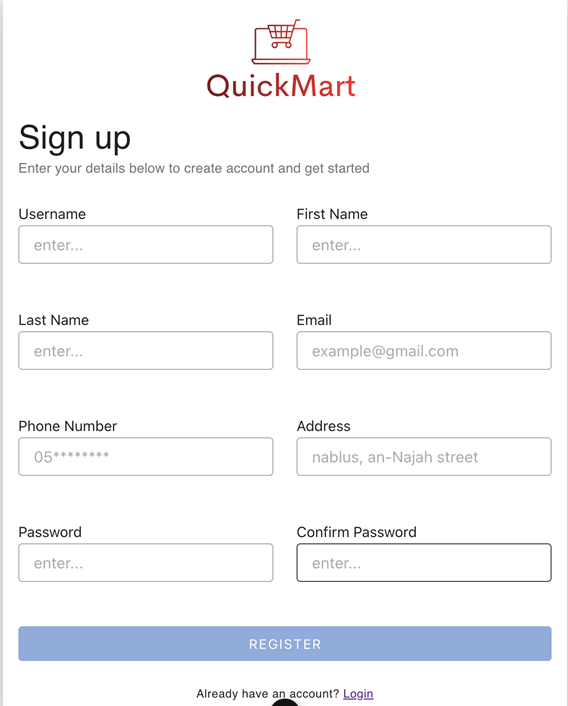 QuickMart
Sign up
Enter your details below to create account and get started
Username
First Name
enter...
enter...
Last Name
Email
enter...
example@gmail.com
Phone Number
Address
05********
nablus, an-Najah street
Password
Confirm Password
enter...
enter...
REGISTER
Already have an account? Login